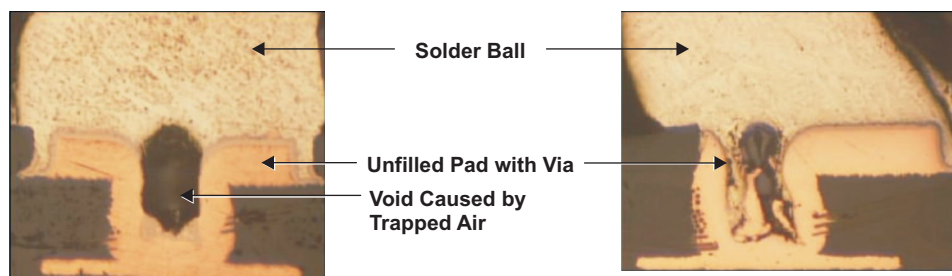 Solder Ball
Unfilled Pad with Via
Void Caused by
Trapped Air